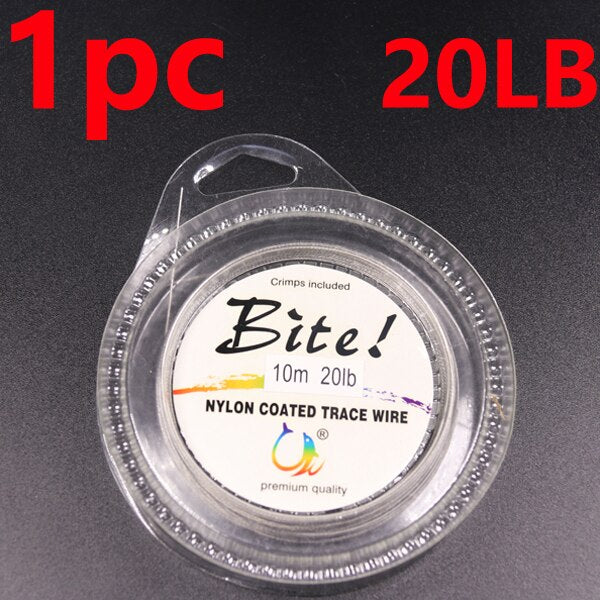 1pc 20LB
Crimps included
Bite!
10m 20lb
NYLON COATED TRACE WIRE
®
premium quality